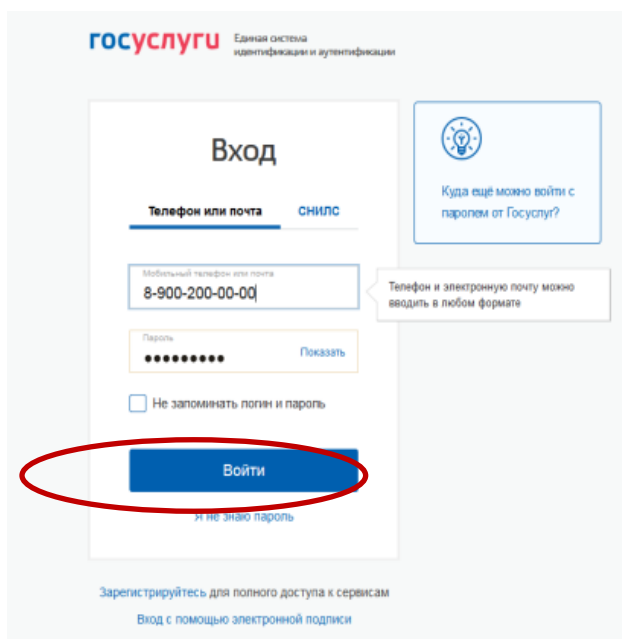 госуслуги
Единая система
идентификации и аутентификации
Вход
Телефон или почта СНИЛС
Мобильный телефон или почта
8-900-200-00-00
Пароль
●●●●●●●●● Показать
Не запоминать логин и пароль
Войти
Я не знаю пароль
Зарегистрируйтесь для полного доступа к сервисам
Вход с помощью электронной подписи
Куда ещё можно войти с
паролем от Госуслуг?
Телефон и электронную почту можно
вводить в любом формате